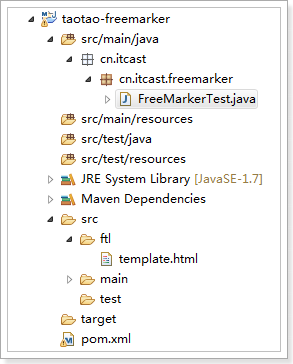 taotao-freemarker
src/main/java
cn.itcast
cn.itcast.freemarker
FreeMarkerTest.java
src/main/resources
src/test/java
src/test/resources
JRE System Library [JavaSE-1.7]
Maven Dependencies
src
ftl
template.html
main
test
target
pom.xml